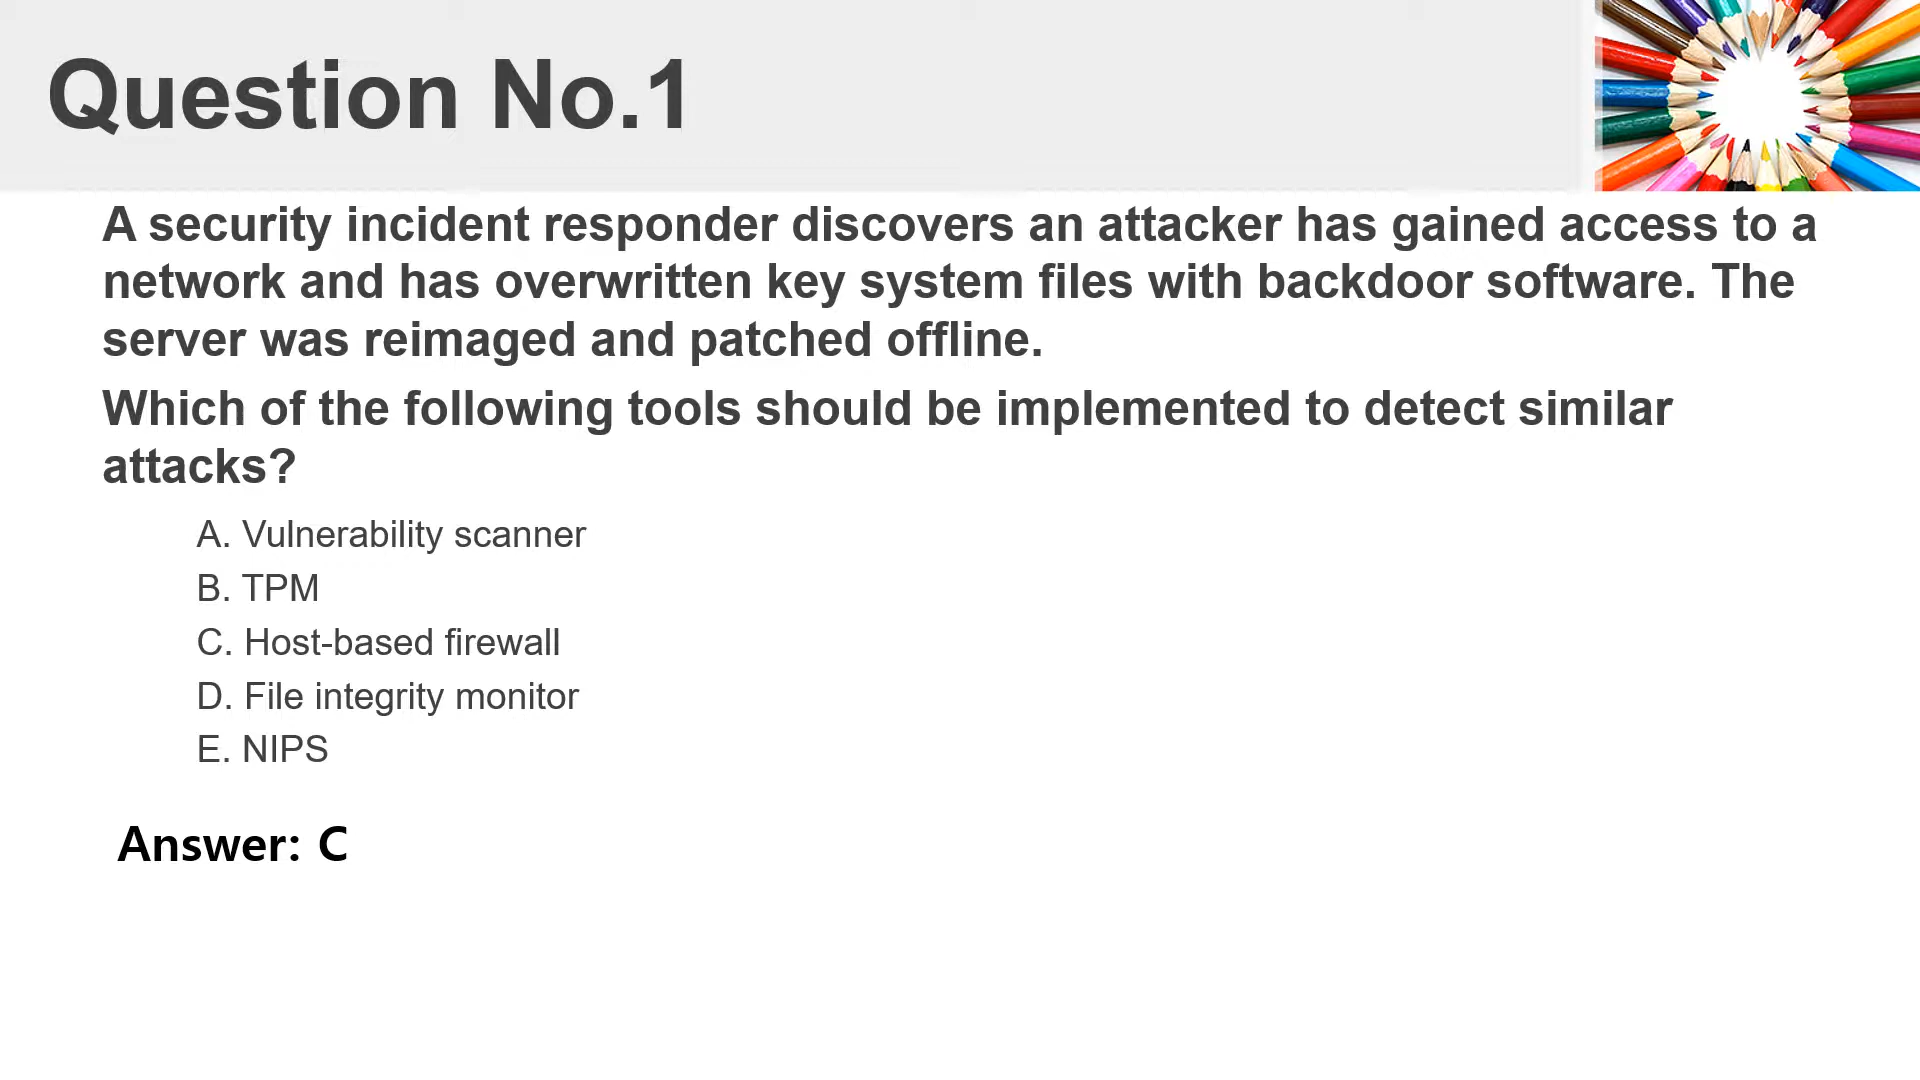 Question No.1
A security incident responder discovers an attacker has gained access to a
network and has overwritten key system files with backdoor software. The
server was reimaged and patched offline.
Which of the following tools should be implemented to detect similar
attacks?
A. Vulnerability scanner
B. TPM
C. Host-based firewall
D. File integrity monitor
E. NIPS
Answer: C